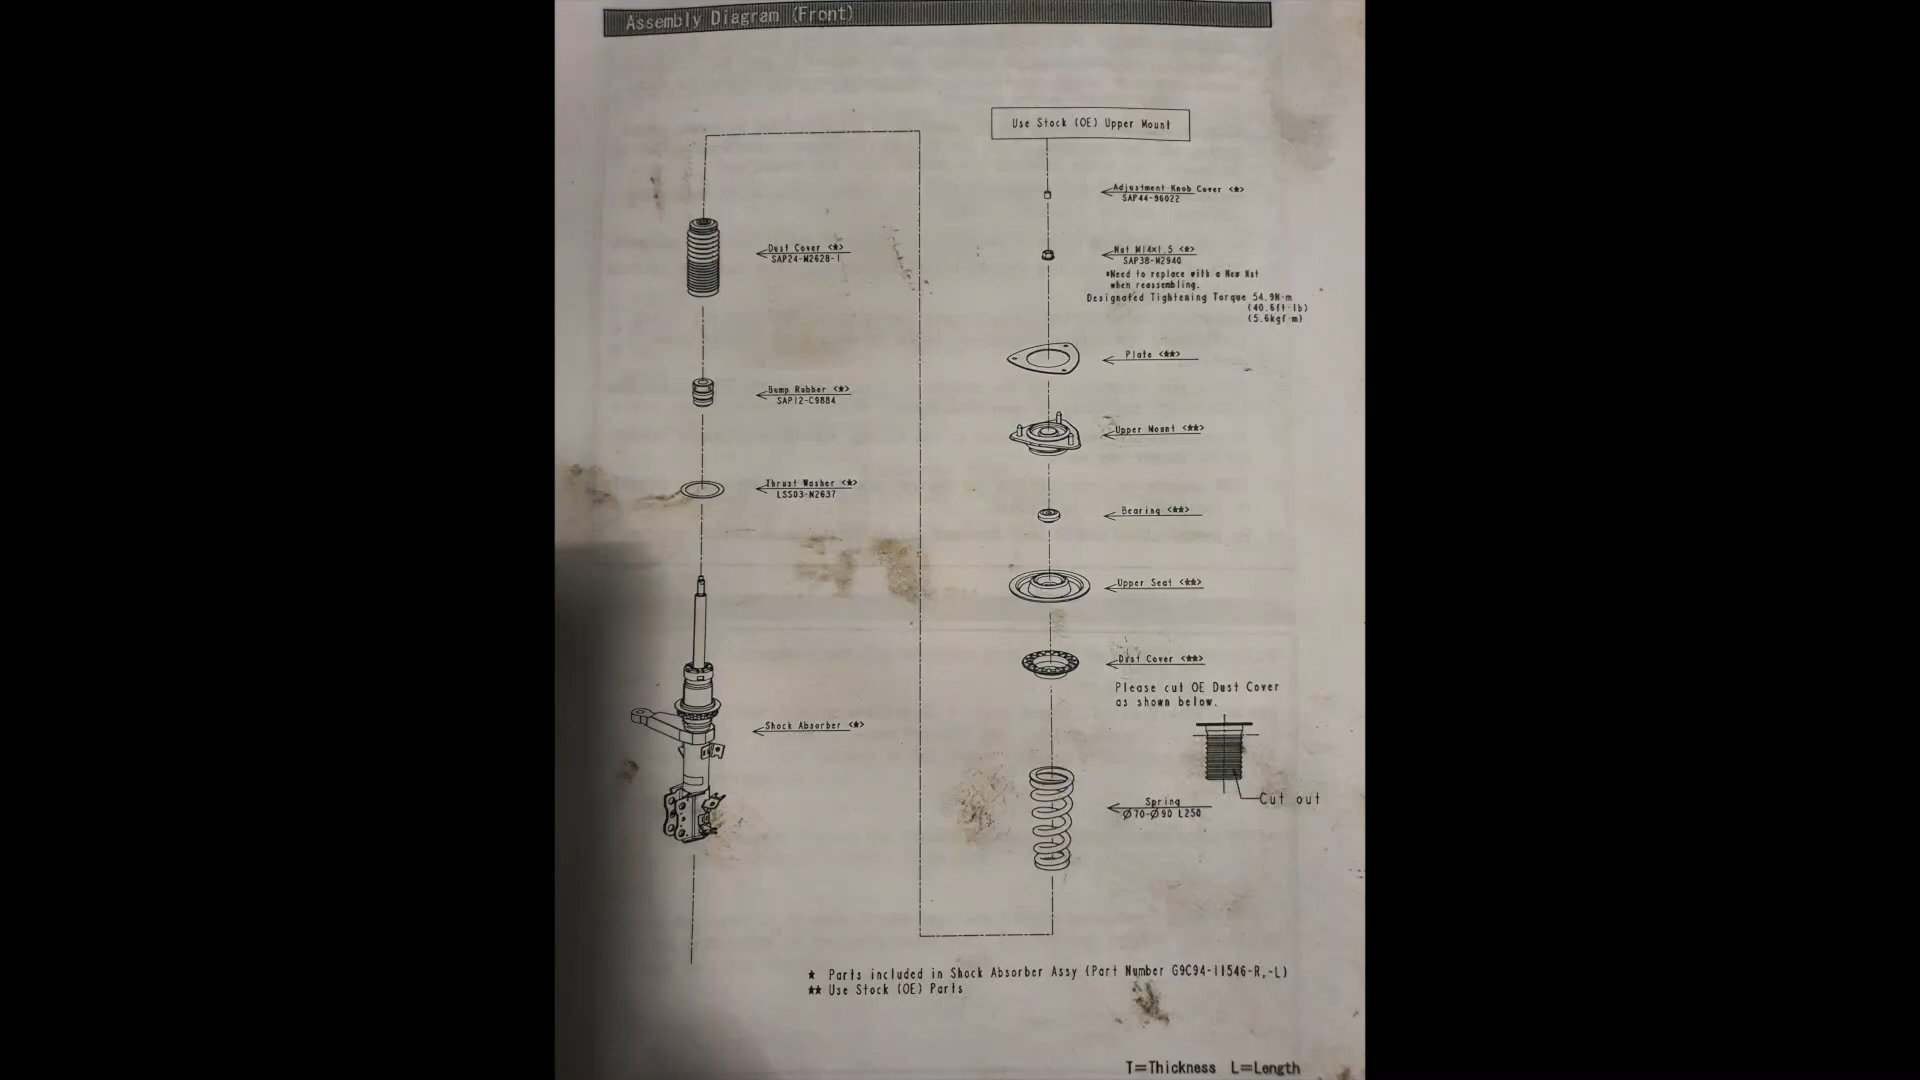 Assembly Diagram (Front)
Use Stock (OE) Upper Mount
Adjustment Knob Cover <★>
SAP44-96022
Nut M14×1.5 <★>
SAP38-M2940
*Need to replace with a New Nut
when reassembling.
Designated Tightening Torque 54.9N·m
(40.6ft·lb)
(5.6kgf·m)
Plate <★★>
Upper Mount <★★>
Bearing <★★>
Upper Seat <★★>
Dust Cover <★★>
Please cut OE Dust Cover
as shown below.
Cut out
Spring
Ø70-Ø90 L250
Dust Cover <★>
SAP24-M2628-1
Bump Rubber <★>
SAP12-C9884
Thrust Washer <★>
LSS03-N2637
Shock Absorber <★>
★ Parts included in Shock Absorber Assy (Part Number G9C94-11546-R,-L)
★★ Use Stock (OE) Parts
T=Thickness L=Length